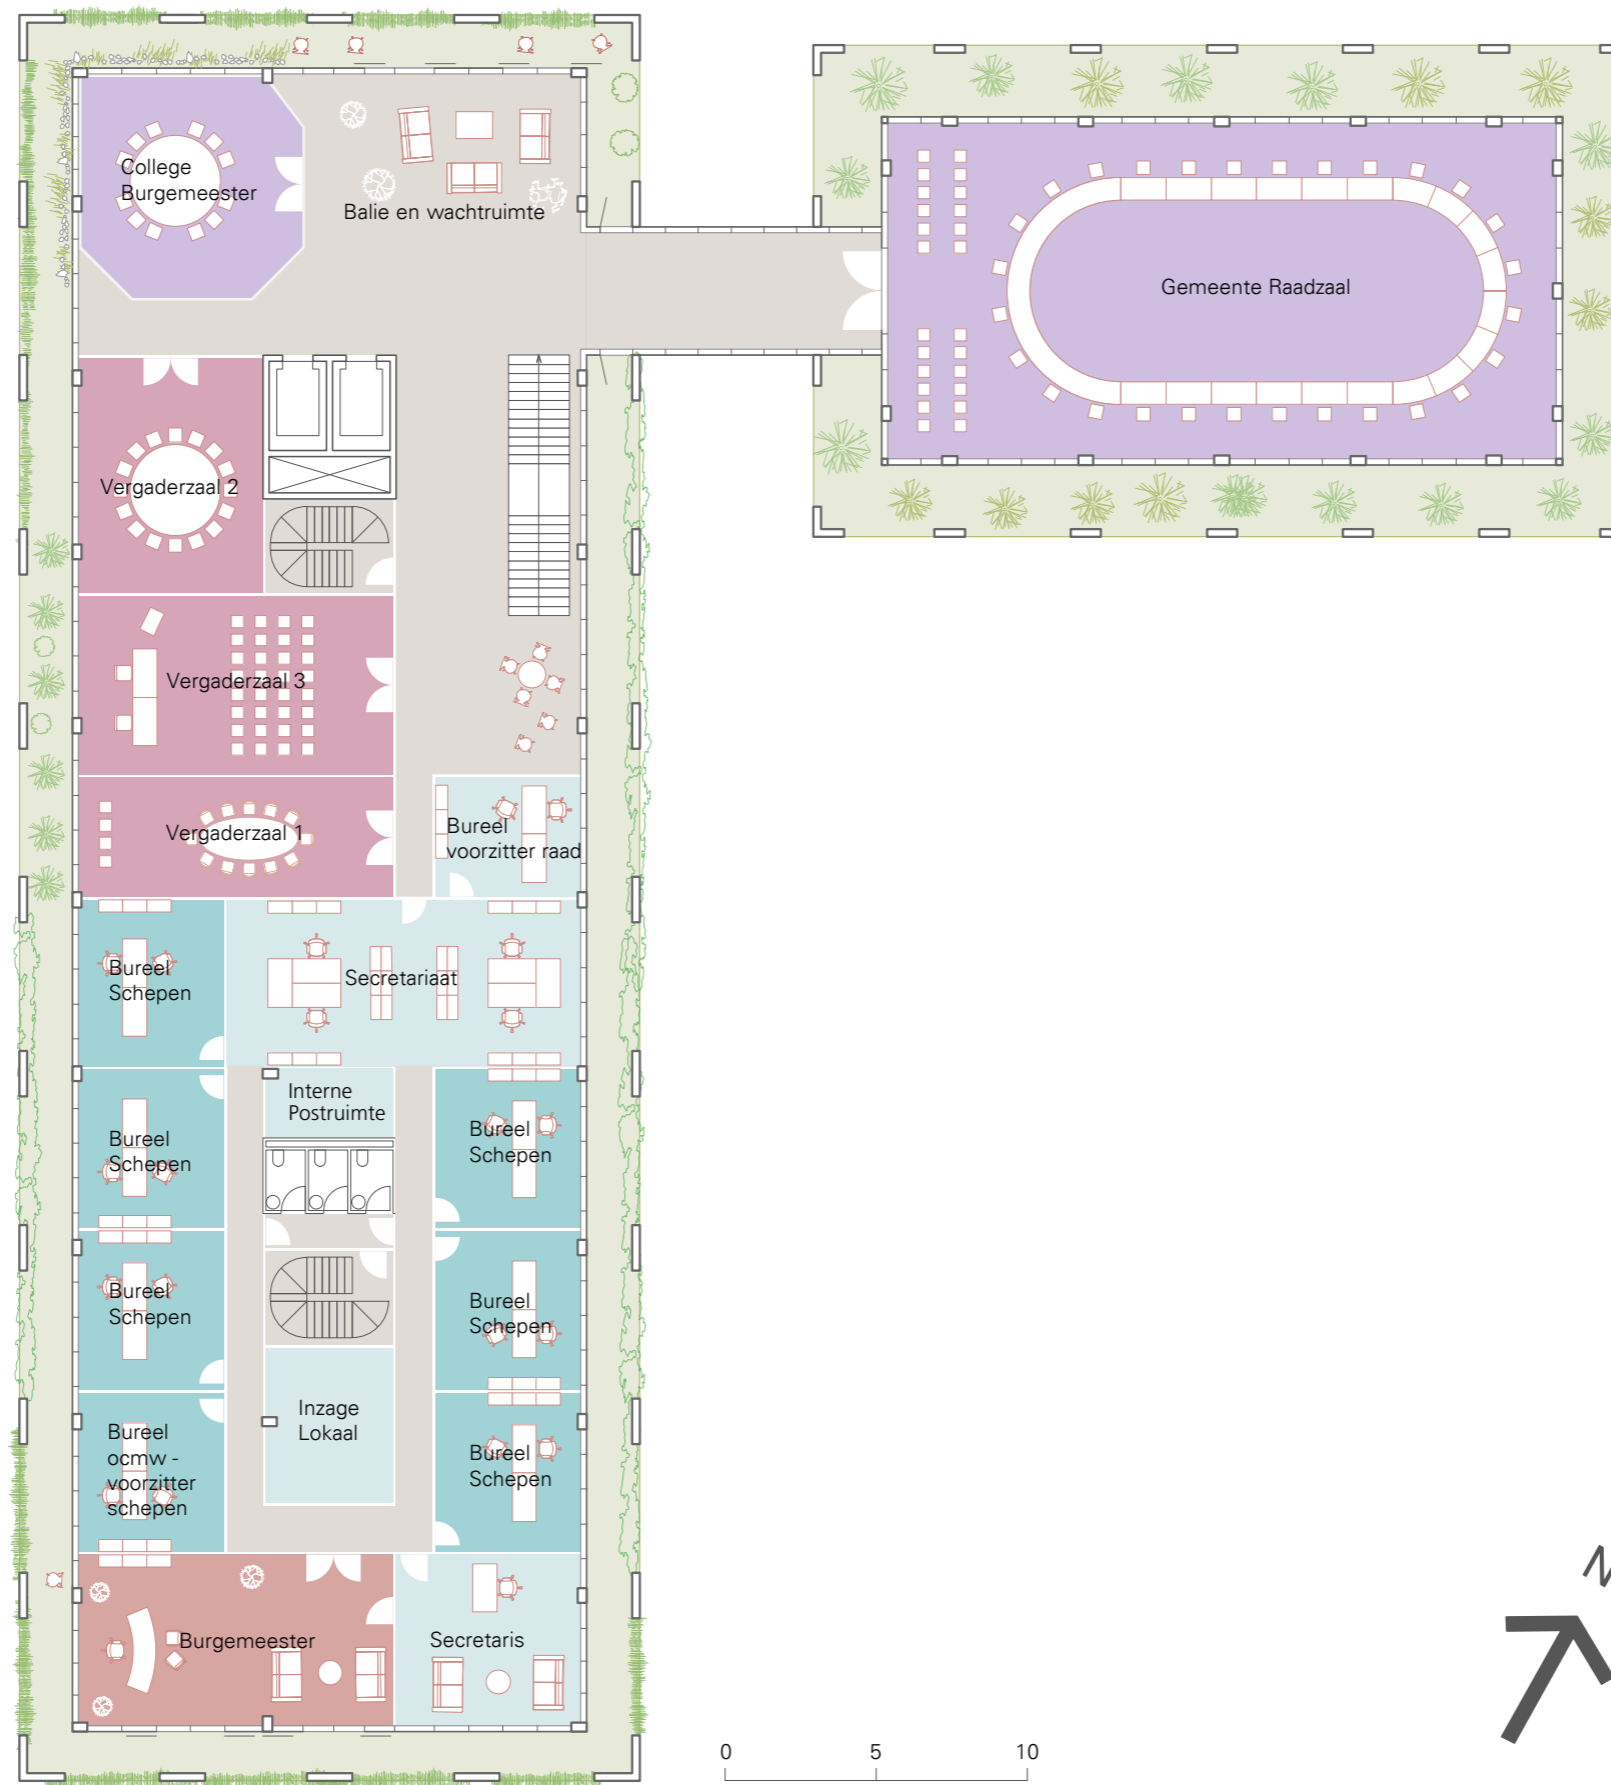 College
Burgemeester
Balie en wachtruimte
Gemeente Raadzaal
Vergaderzaal 2
Vergaderzaal 3
Vergaderzaal 1
Bureel
voorzitter raad
Bureel
Schepen
Secretariaat
Interne
Postruimte
Bureel
Schepen
Bureel
Schepen
Bureel
Schepen
Bureel
Schepen
Inzage
Lokaal
Bureel
ocmw -
voorzitter
schepen
Bureel
Schepen
Burgemeester
Secretaris
N
0 5 10